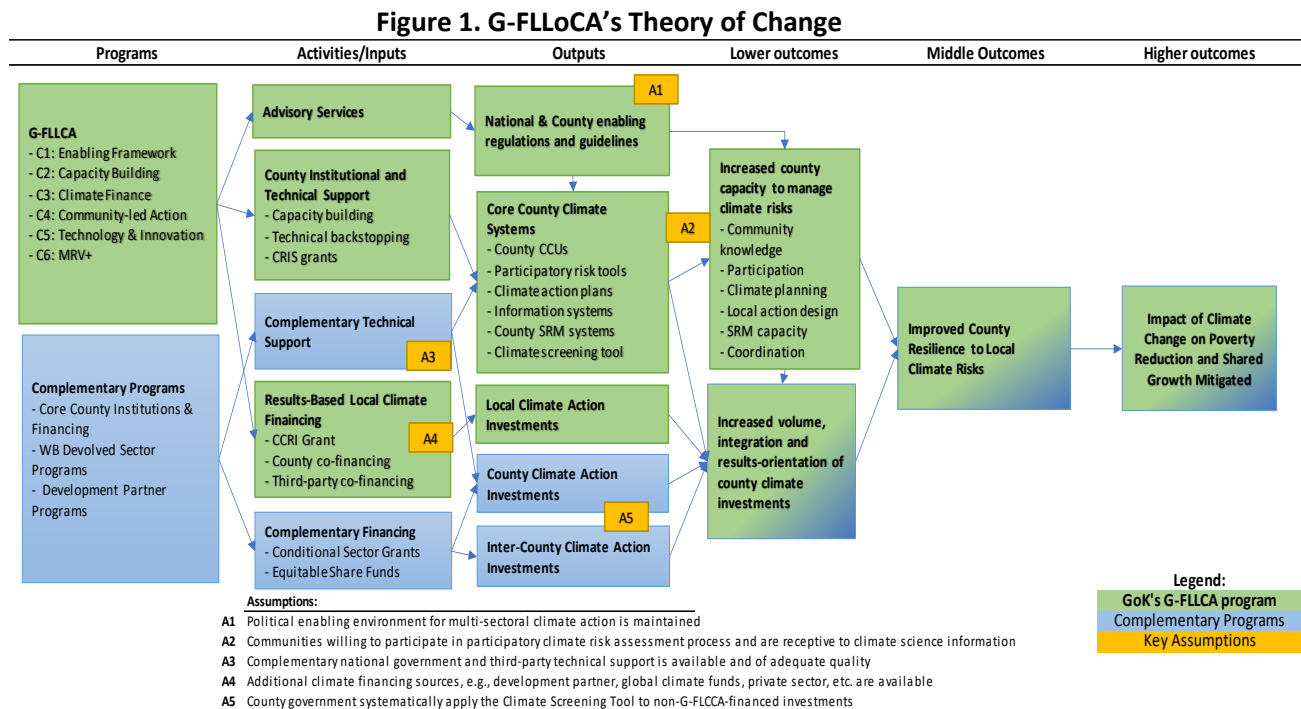 Figure 1. G-FLLoCA's Theory of Change
Programs
Activities/Inputs
Outputs
Lower outcomes
Middle Outcomes
Higher outcomes
G-FLLCA
- C1: Enabling Framework
- C2: Capacity Building
- C3: Climate Finance
- C4: Community-led Action
- C5: Technology & Innovation
- C6: MRV+
Complementary Programs
- Core County Institutions &
Financing
- WB Devolved Sector
Programs
- Development Partner
Programs
Advisory Services
County Institutional and
Technical Support
- Capacity building
- Technical backstopping
- CRIS grants
Complementary Technical
Support
A3
Results-Based Local Climate
Financing
- CCRI Grant
- County co-financing
- Third-party co-financing
A4
Complementary Financing
- Conditional Sector Grants
- Equitable Share Funds
A1
National & County enabling
regulations and guidelines
Core County Climate
Systems
- County CCUs
- Participatory risk tools
- Climate action plans
- Information systems
- County SRM systems
- Climate screening tool
A2
Local Climate Action
Investments
County Climate Action
Investments
A5
Inter-County Climate Action
Investments
Increased county
capacity to manage
climate risks
- Community
knowledge
- Participation
- Climate planning
- Local action design
- SRM capacity
- Coordination
Increased volume,
integration and
results-orientation of
county climate
investments
Improved County
Resilience to Local
Climate Risks
Impact of Climate
Change on Poverty
Reduction and Shared
Growth Mitigated
Legend:
GoK's G-FLLCA program
Complementary Programs
Key Assumptions
Assumptions:
A1 Political enabling environment for multi-sectoral climate action is maintained
A2 Communities willing to participate in participatory climate risk assessment process and are receptive to climate science information
A3 Complementary national government and third-party technical support is available and of adequate quality
A4 Additional climate financing sources, e.g., development partner, global climate funds, private sector, etc. are available
A5 County government systematically apply the Climate Screening Tool to non-G-FLCCA-financed investments